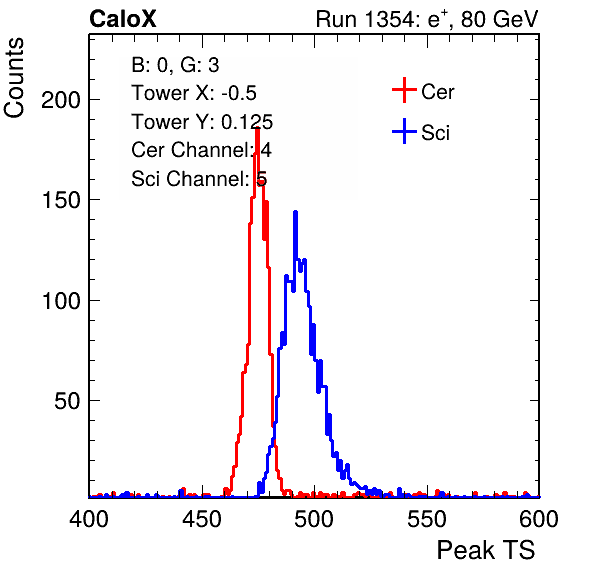 CaloX
Run 1354: e+, 80 GeV
Counts
B: 0, G: 3
Tower X: -0.5
Tower Y: 0.125
Cer Channel: 4
Sci Channel: 5
Cer
Sci
200
150
100
50
400 450 500 550 600
Peak TS